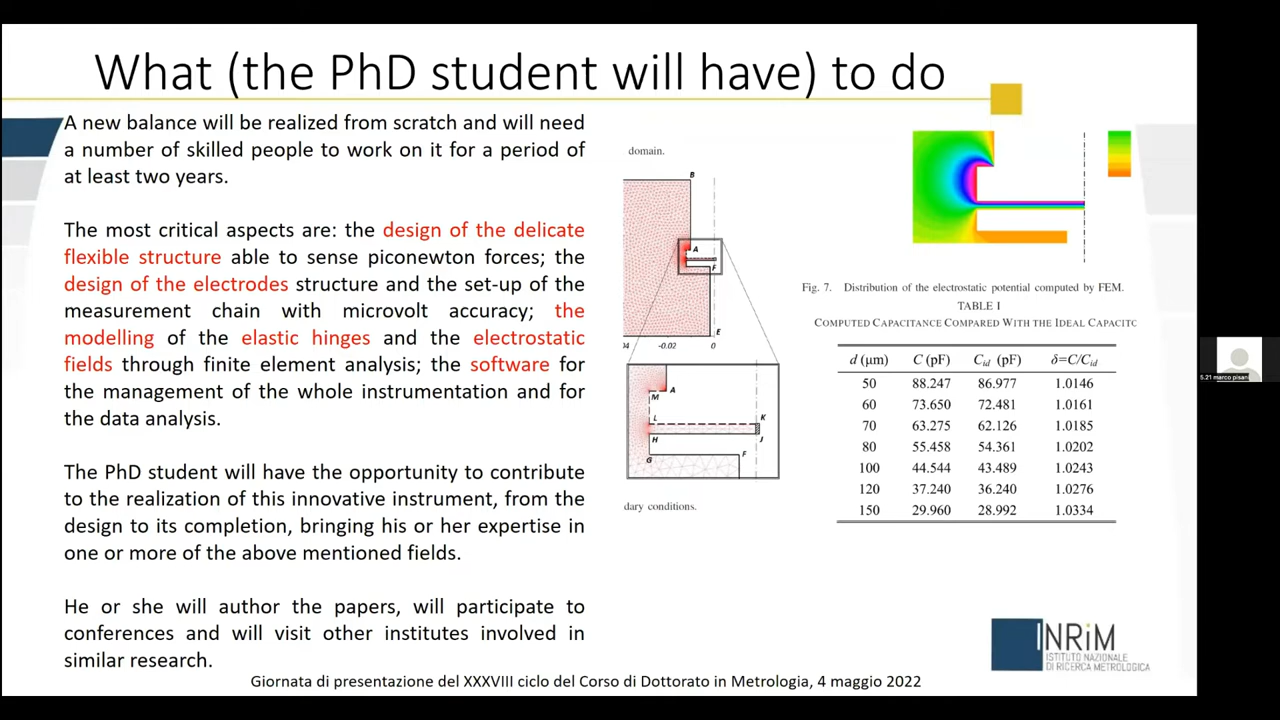 What (the PhD student will have) to do
A new balance will be realized from scratch and will need
a number of skilled people to work on it for a period of
at least two years.
The most critical aspects are: the design of the delicate
flexible structure able to sense piconewton forces; the
design of the electrodes structure and the set-up of the
measurement chain with microvolt accuracy; the
modelling of the elastic hinges and the electrostatic
fields through finite element analysis; the software for
the management of the whole instrumentation and for
the data analysis.
The PhD student will have the opportunity to contribute
to the realization of this innovative instrument, from the
design to its completion, bringing his or her expertise in
one or more of the above mentioned fields.
He or she will author the papers, will participate to
conferences and will visit other institutes involved in
similar research.
domain.
B
A
F
E
04 -0.02 0
M A
L K
H J
G F
dary conditions.
Fig. 7. Distribution of the electrostatic potential computed by FEM.
TABLE I
COMPUTED CAPACITANCE COMPARED WITH THE IDEAL CAPACITC
d (μm) C (pF) Cid (pF) δ=C/Cid
50 88.247 86.977 1.0146
60 73.650 72.481 1.0161
70 63.275 62.126 1.0185
80 55.458 54.361 1.0202
100 44.544 43.489 1.0243
120 37.240 36.240 1.0276
150 29.960 28.992 1.0334
INRiM
ISTITUTO NAZIONALE
DI RICERCA METROLOGICA
Giornata di presentazione del XXXVIII ciclo del Corso di Dottorato in Metrologia, 4 maggio 2022
5.21 marco pisani